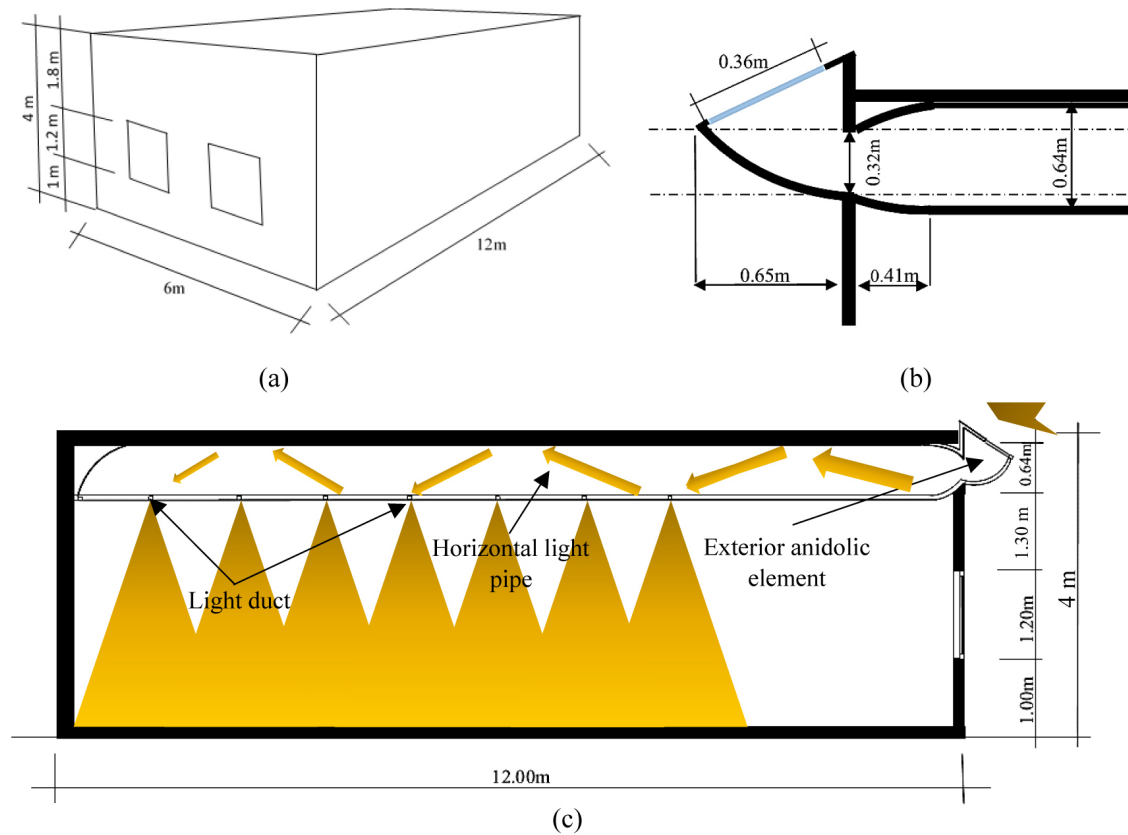 4 m
1.8 m
1.2 m
1 m
6m
12m
(a)
0.36m
0.32m
0.64m
0.65m
0.41m
(b)
Light duct
Horizontal light
pipe
Exterior anidolic
element
0.64m
1.30 m
1.20m
1.00m
4 m
12.00m
(c)